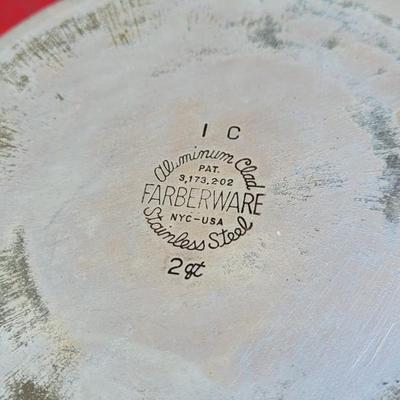 I C
Aluminum Clad
PAT.
3,173,202
FARBERWARE
NYC-USA
Stainless Steel
2qt